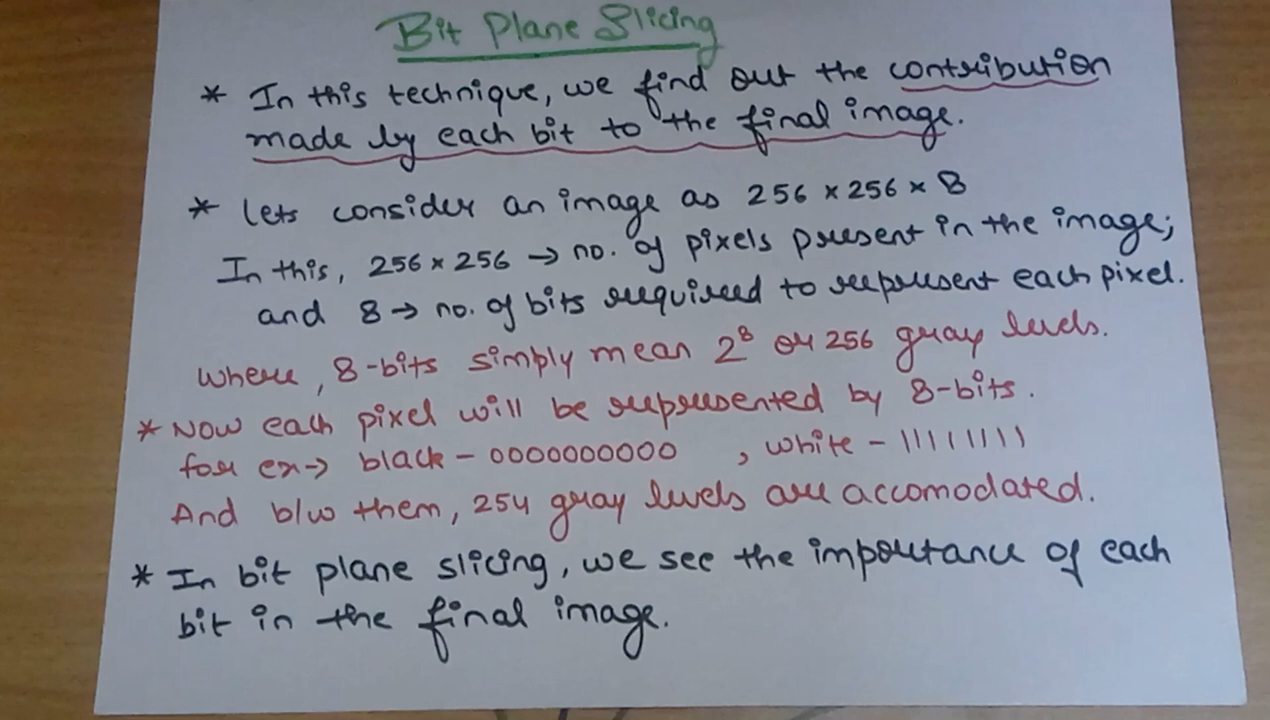 Bit Plane Slicing
* In this technique, we find out the contribution
made by each bit to the final image.
* lets consider an image as 256 × 256 × 8
In this, 256 × 256 → no. of pixels present in the image;
and 8 → no. of bits required to represent each pixel.
where, 8-bits simply mean 2⁸ or 256 gray levels.
* Now each pixel will be represented by 8-bits.
for ex → black - 0000000000 , white - 111111111
And b/w them, 254 gray levels are accomodated.
* In bit plane slicing, we see the importance of each
bit in the final image.